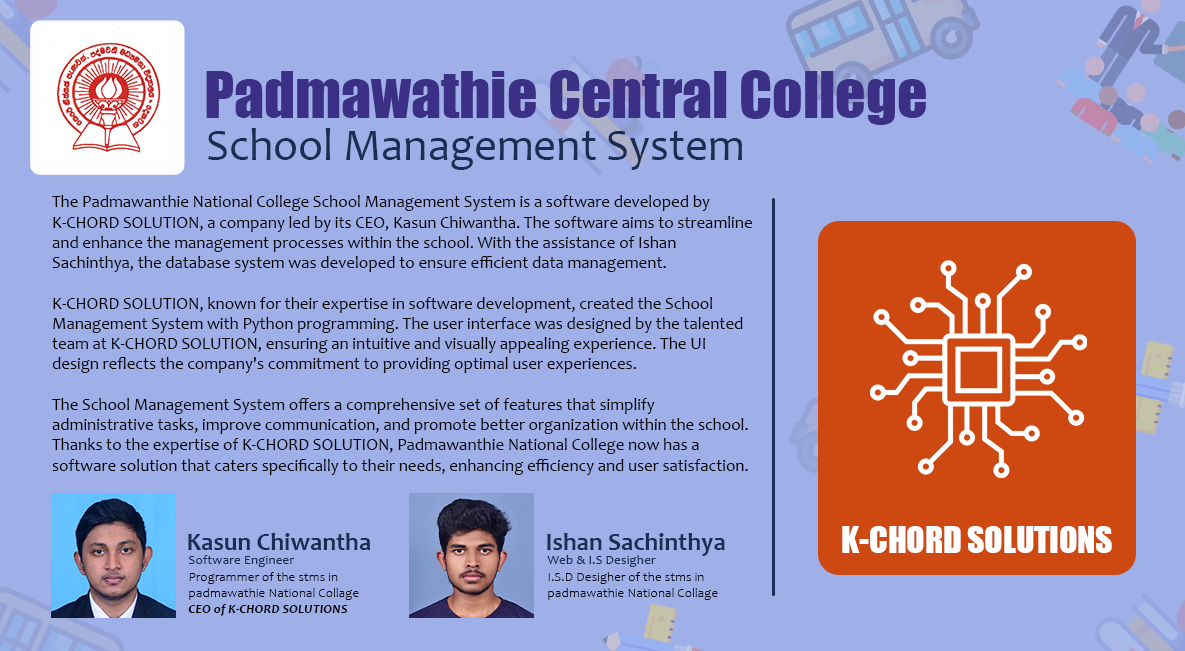 Padmawathie Central College
School Management System
The Padmawanthie National College School Management System is a software developed by
K-CHORD SOLUTION, a company led by its CEO, Kasun Chiwantha. The software aims to streamline
and enhance the management processes within the school. With the assistance of Ishan
Sachinthya, the database system was developed to ensure efficient data management.
K-CHORD SOLUTION, known for their expertise in software development, created the School
Management System with Python programming. The user interface was designed by the talented
team at K-CHORD SOLUTION, ensuring an intuitive and visually appealing experience. The UI
design reflects the company's commitment to providing optimal user experiences.
The School Management System offers a comprehensive set of features that simplify
administrative tasks, improve communication, and promote better organization within the school.
Thanks to the expertise of K-CHORD SOLUTION, Padmawanthie National College now has a
software solution that caters specifically to their needs, enhancing efficiency and user satisfaction.
Kasun Chiwantha
Software Engineer
Programmer of the stms in
padmawathie National Collage
CEO of K-CHORD SOLUTIONS
Ishan Sachinthya
Web & I.S Desigher
I.S.D Desigher of the stms in
padmawathie National Collage
K-CHORD SOLUTIONS